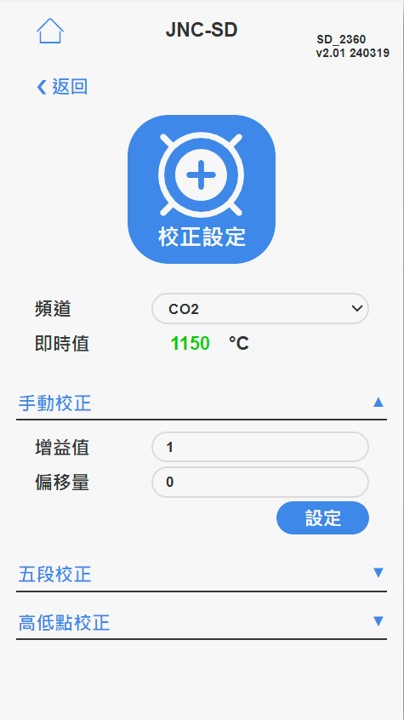 JNC-SD
SD_2360
v2.01 240319
返回
校正設定
頻道 CO2
即時值 1150 °C
手動校正 ▲
增益值 1
偏移量 0
設定
五段校正 ▼
高低點校正 ▼